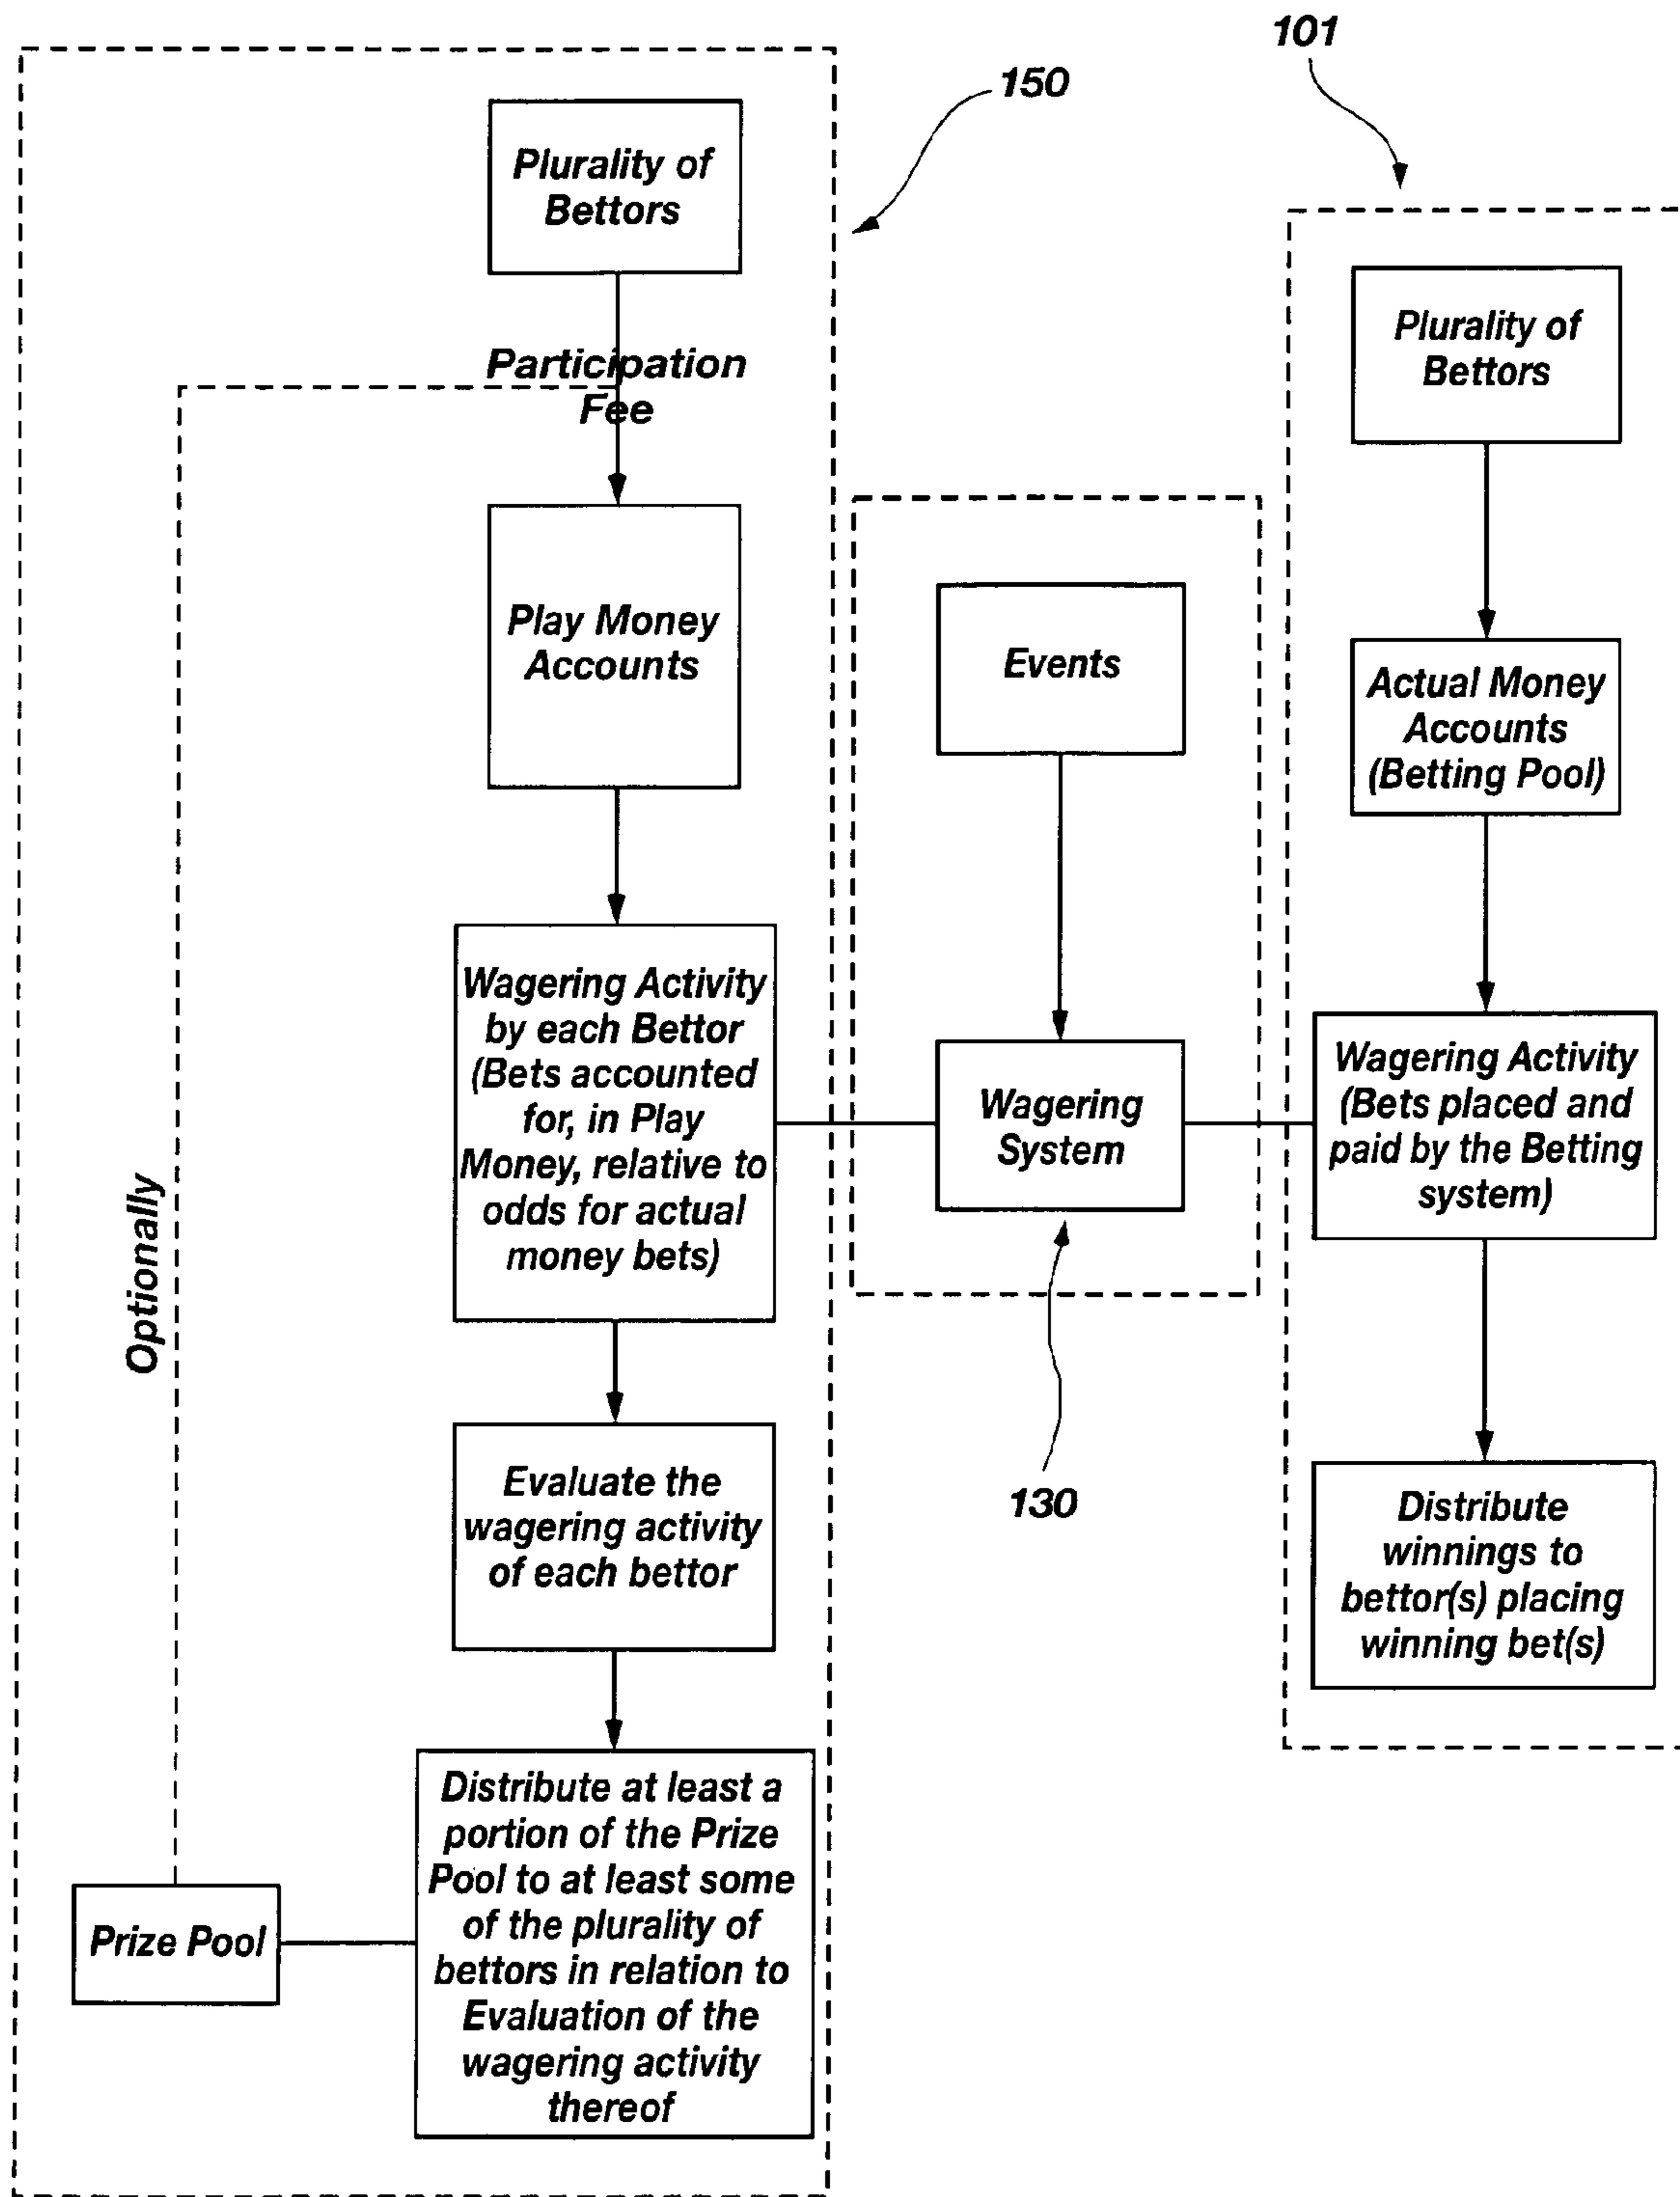 101
150
Plurality of
Bettors
Participation
Fee
Play Money
Accounts
Wagering Activity
by each Bettor
(Bets accounted
for, in Play
Money, relative to
odds for actual
money bets)
Evaluate the
wagering activity
of each bettor
Distribute at least a
portion of the Prize
Pool to at least some
of the plurality of
bettors in relation to
Evaluation of the
wagering activity
thereof
Optionally
Prize Pool
Events
Wagering
System
130
Plurality of
Bettors
Actual Money
Accounts
(Betting Pool)
Wagering Activity
(Bets placed and
paid by the Betting
system)
Distribute
winnings to
bettor(s) placing
winning bet(s)